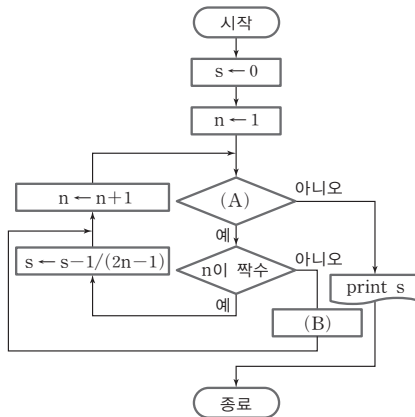 시작
s ← 0
n ← 1
n ← n+1
(A)
아니오
예
s ← s−1/(2n−1)
n이 짝수
아니오
예
(B)
print s
종료